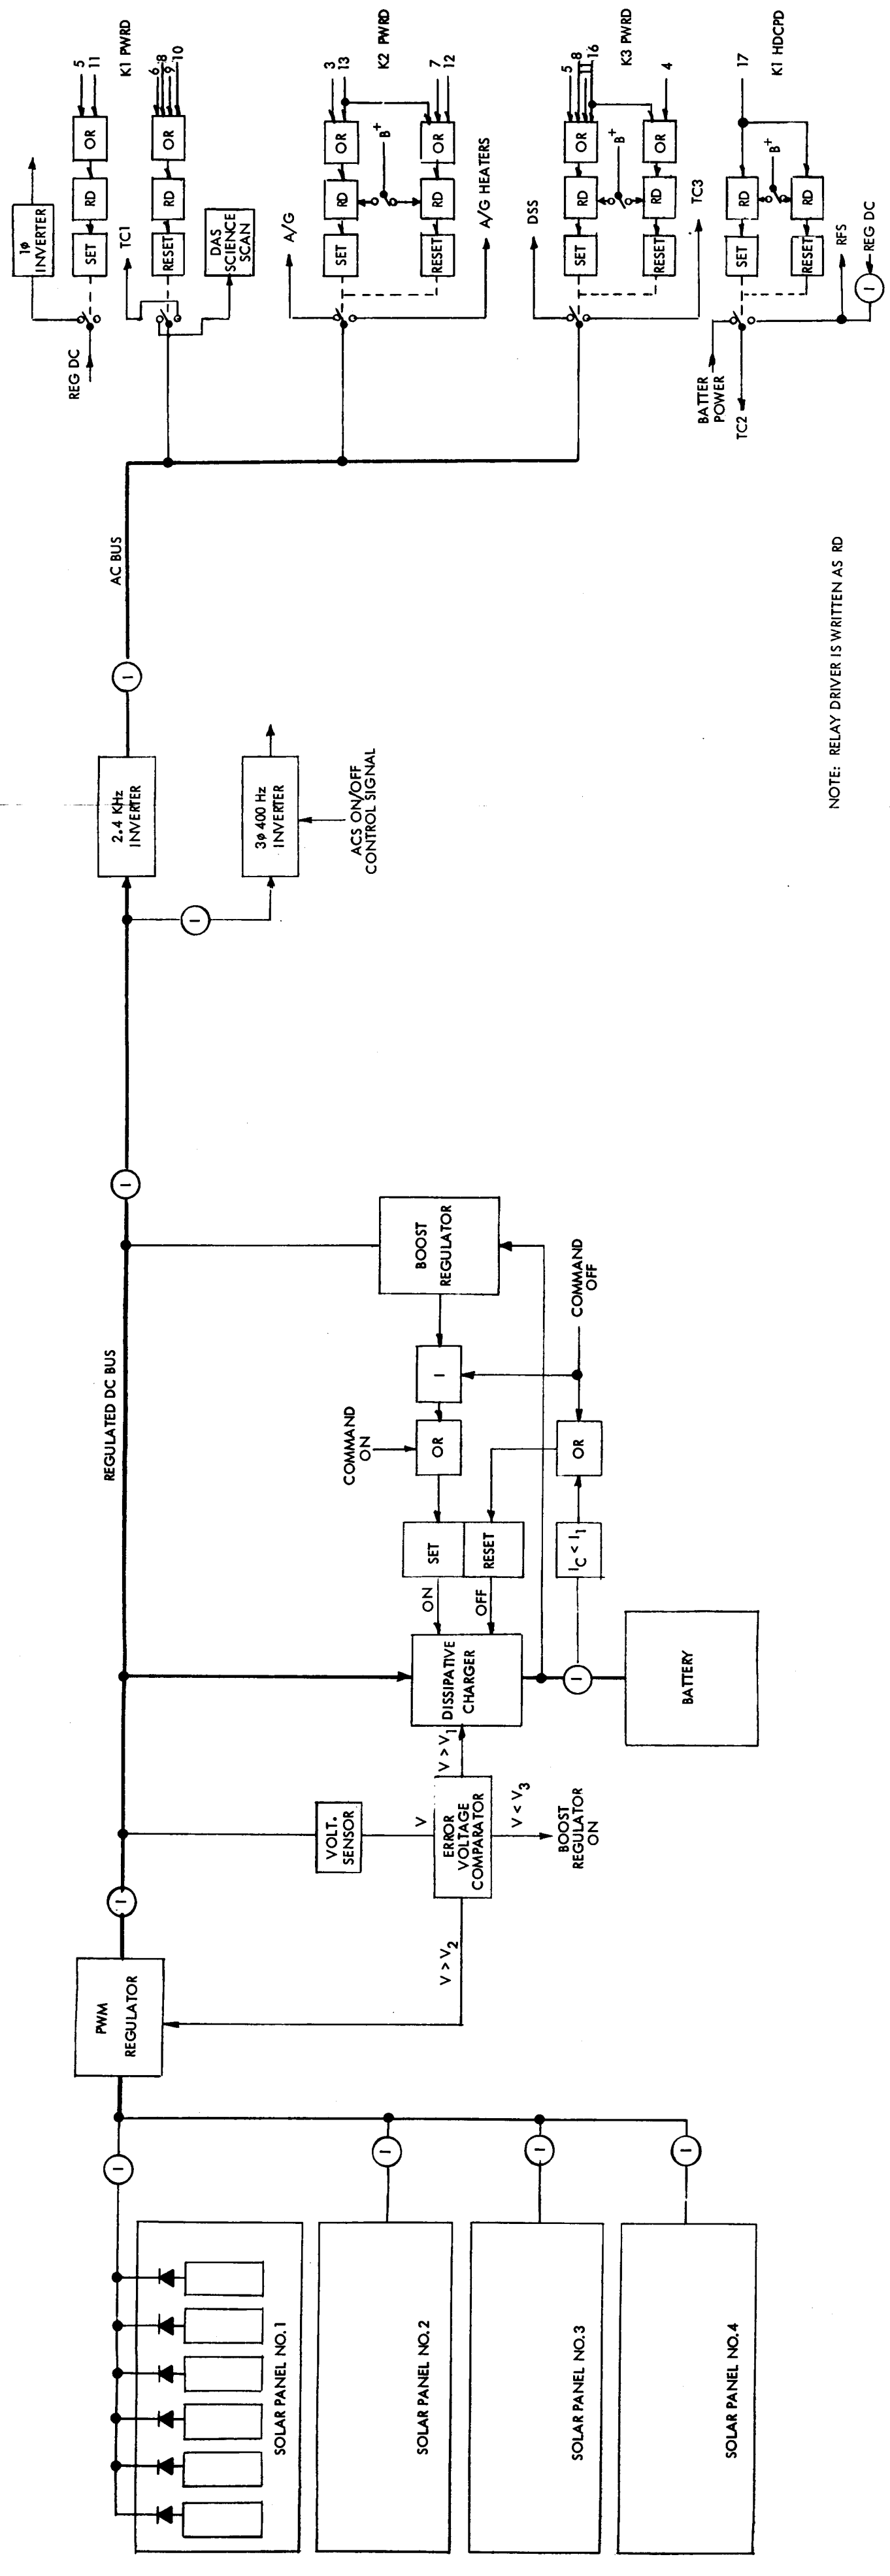 SOLAR PANEL NO.1
SOLAR PANEL NO.2
SOLAR PANEL NO.3
SOLAR PANEL NO.4
I
I
I
I
PWM
REGULATOR
I
V > V2
VOLT.
SENSOR
V
ERROR
VOLTAGE
COMPARATOR
V > V1
V < V3
BOOST
REGULATOR
ON
DISSIPATIVE
CHARGER
I
BATTERY
ON
OFF
SET
RESET
IC < I1
COMMAND
ON
OR
OR
I
COMMAND
OFF
BOOST
REGULATOR
REGULATED DC BUS
I
I
2.4 KHz
INVERTER
3ø 400 Hz
INVERTER
ACS ON/OFF
CONTROL SIGNAL
I
AC BUS
REG DC
1ø
INVERTER
SET
RD
OR
5
11
K1 PWRD
TC1
RESET
RD
OR
6
8
9
10
DAS
SCIENCE
SCAN
A/G
SET
RD
OR
3
13
K2 PWRD
B+
RESET
RD
OR
7
12
A/G HEATERS
DSS
SET
RD
OR
5
8
11
16
K3 PWRD
B+
RESET
RD
OR
4
TC3
BATTER
POWER
TC2
SET
RD
17
K1 HDCPD
B+
RESET
RD
RFS
I
REG DC
NOTE: RELAY DRIVER IS WRITTEN AS RD